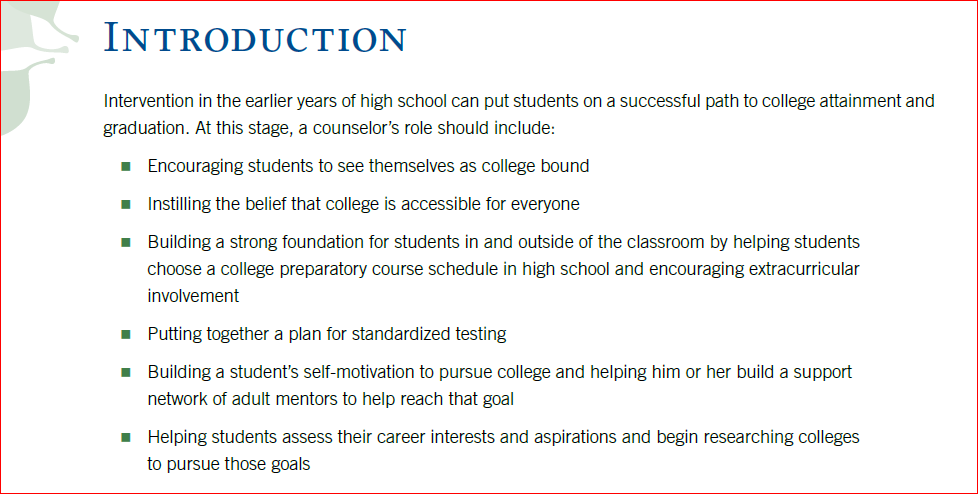 INTRODUCTION
Intervention in the earlier years of high school can put students on a successful path to college attainment and
graduation. At this stage, a counselor’s role should include:
■ Encouraging students to see themselves as college bound
■ Instilling the belief that college is accessible for everyone
■ Building a strong foundation for students in and outside of the classroom by helping students
choose a college preparatory course schedule in high school and encouraging extracurricular
involvement
■ Putting together a plan for standardized testing
■ Building a student’s self-motivation to pursue college and helping him or her build a support
network of adult mentors to help reach that goal
■ Helping students assess their career interests and aspirations and begin researching colleges
to pursue those goals